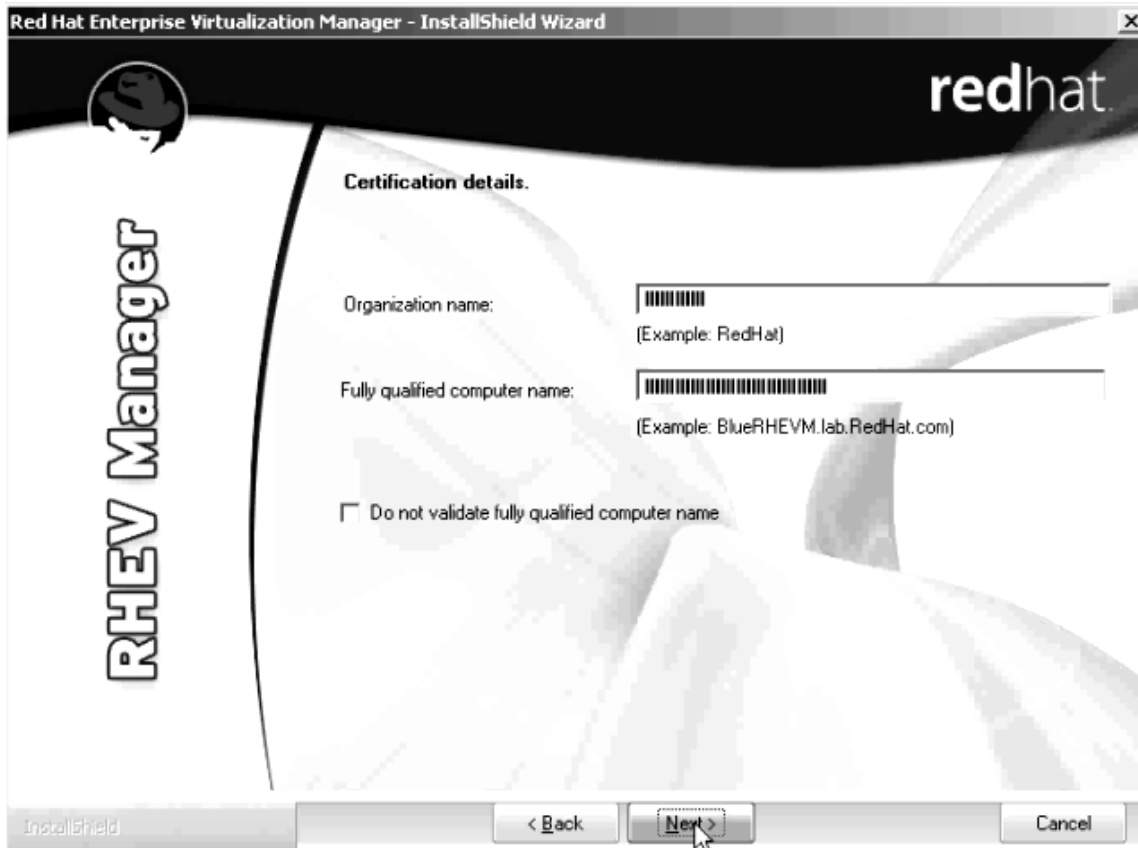 Red Hat Enterprise Virtualization Manager - InstallShield Wizard
redhat.
RHEV Manager
Certification details.
Organization name:
(Example: RedHat)
Fully qualified computer name:
(Example: BlueRHEVM.lab.RedHat.com)
Do not validate fully qualified computer name
InstallShield
< Back
Next >
Cancel